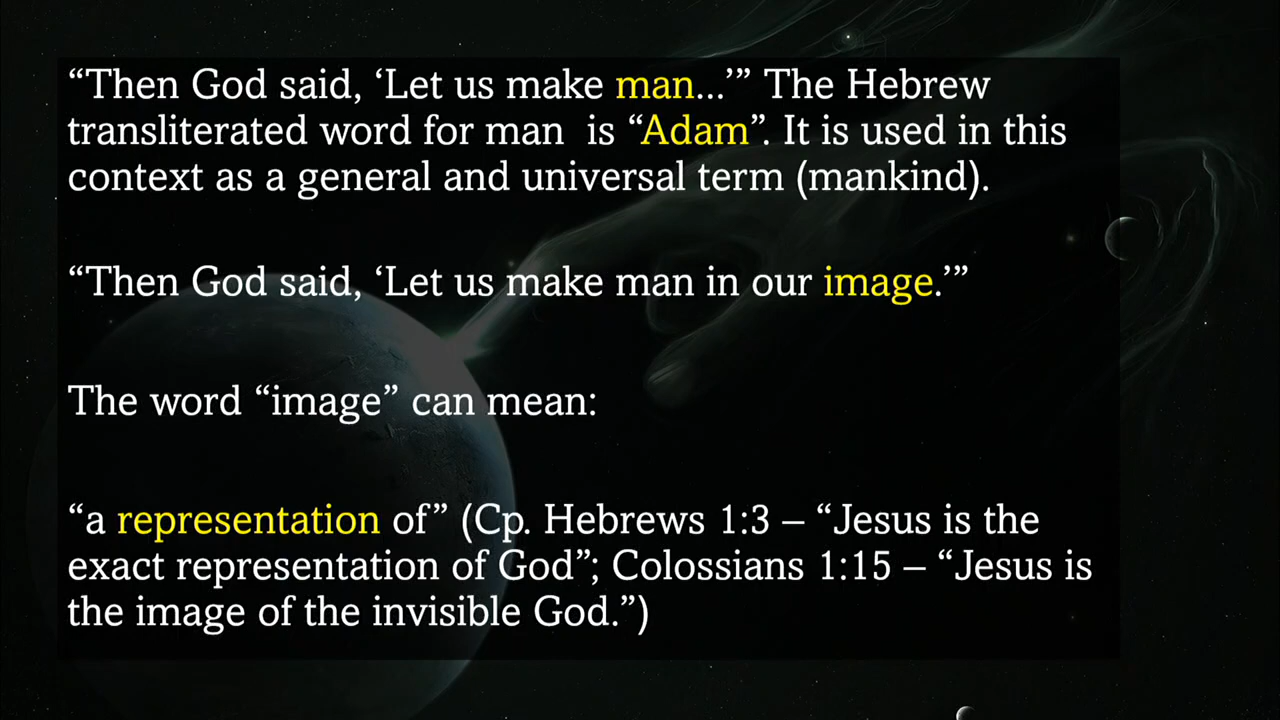 “Then God said, ‘Let us make man...’” The Hebrew
transliterated word for man  is “Adam”. It is used in this
context as a general and universal term (mankind).
“Then God said, ‘Let us make man in our image.’”
The word “image” can mean:
“a representation of” (Cp. Hebrews 1:3 – “Jesus is the
exact representation of God”; Colossians 1:15 – “Jesus is
the image of the invisible God.”)